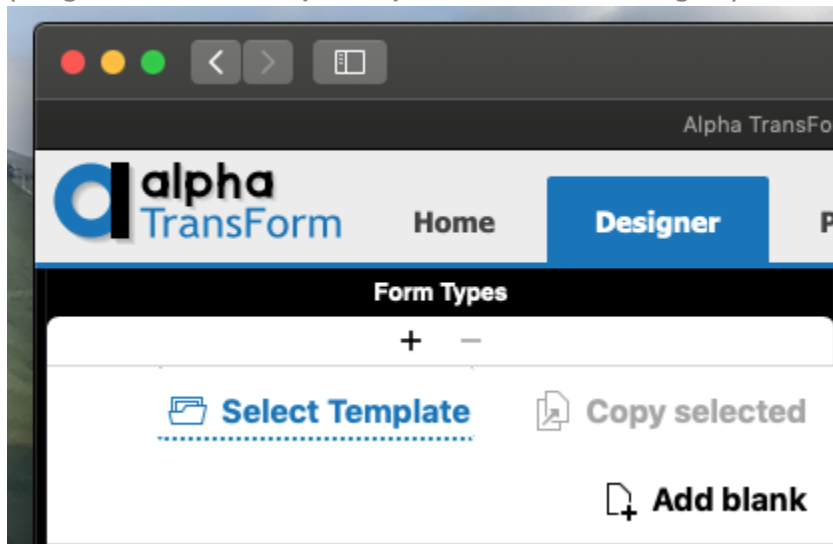 Alpha TransFo
alpha
TransForm
Home
Designer
P
Form Types
+ −
Select Template
Copy selected
Add blank